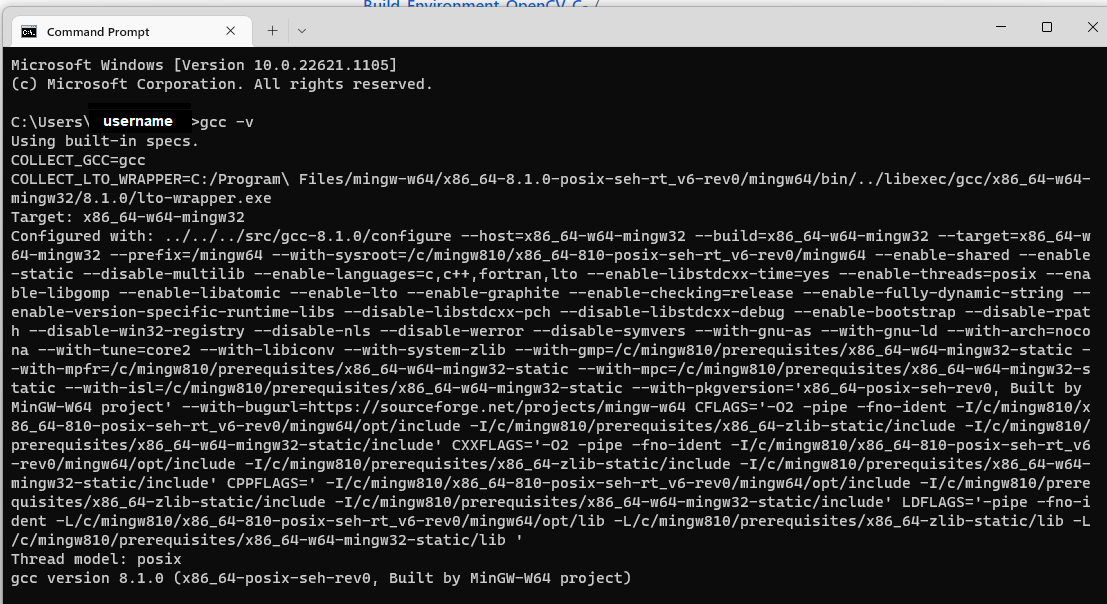 Build Environment OpenCV C-/
Command Prompt
Microsoft Windows [Version 10.0.22621.1105]
(c) Microsoft Corporation. All rights reserved.
C:\Users\ username >gcc -v
Using built-in specs.
COLLECT_GCC=gcc
COLLECT_LTO_WRAPPER=C:/Program\ Files/mingw-w64/x86_64-8.1.0-posix-seh-rt_v6-rev0/mingw64/bin/../libexec/gcc/x86_64-w64-
mingw32/8.1.0/lto-wrapper.exe
Target: x86_64-w64-mingw32
Configured with: ../../../src/gcc-8.1.0/configure --host=x86_64-w64-mingw32 --build=x86_64-w64-mingw32 --target=x86_64-w
64-mingw32 --prefix=/mingw64 --with-sysroot=/c/mingw810/x86_64-810-posix-seh-rt_v6-rev0/mingw64 --enable-shared --enable
-static --disable-multilib --enable-languages=c,c++,fortran,lto --enable-libstdcxx-time=yes --enable-threads=posix --ena
ble-libgomp --enable-libatomic --enable-lto --enable-graphite --enable-checking=release --enable-fully-dynamic-string --
enable-version-specific-runtime-libs --disable-libstdcxx-pch --disable-libstdcxx-debug --enable-bootstrap --disable-rpat
h --disable-win32-registry --disable-nls --disable-werror --disable-symvers --with-gnu-as --with-gnu-ld --with-arch=noco
na --with-tune=core2 --with-libiconv --with-system-zlib --with-gmp=/c/mingw810/prerequisites/x86_64-w64-mingw32-static -
-with-mpfr=/c/mingw810/prerequisites/x86_64-w64-mingw32-static --with-mpc=/c/mingw810/prerequisites/x86_64-w64-mingw32-s
tatic --with-isl=/c/mingw810/prerequisites/x86_64-w64-mingw32-static --with-pkgversion='x86_64-posix-seh-rev0, Built by
MinGW-W64 project' --with-bugurl=https://sourceforge.net/projects/mingw-w64 CFLAGS='-O2 -pipe -fno-ident -I/c/mingw810/x
86_64-810-posix-seh-rt_v6-rev0/mingw64/opt/include -I/c/mingw810/prerequisites/x86_64-zlib-static/include -I/c/mingw810/
prerequisites/x86_64-w64-mingw32-static/include' CXXFLAGS='-O2 -pipe -fno-ident -I/c/mingw810/x86_64-810-posix-seh-rt_v6
-rev0/mingw64/opt/include -I/c/mingw810/prerequisites/x86_64-zlib-static/include -I/c/mingw810/prerequisites/x86_64-w64-
mingw32-static/include' CPPFLAGS=' -I/c/mingw810/x86_64-810-posix-seh-rt_v6-rev0/mingw64/opt/include -I/c/mingw810/prere
quisites/x86_64-zlib-static/include -I/c/mingw810/prerequisites/x86_64-w64-mingw32-static/include' LDFLAGS='-pipe -fno-i
dent -L/c/mingw810/x86_64-810-posix-seh-rt_v6-rev0/mingw64/opt/lib -L/c/mingw810/prerequisites/x86_64-zlib-static/lib -L
/c/mingw810/prerequisites/x86_64-w64-mingw32-static/lib '
Thread model: posix
gcc version 8.1.0 (x86_64-posix-seh-rev0, Built by MinGW-W64 project)